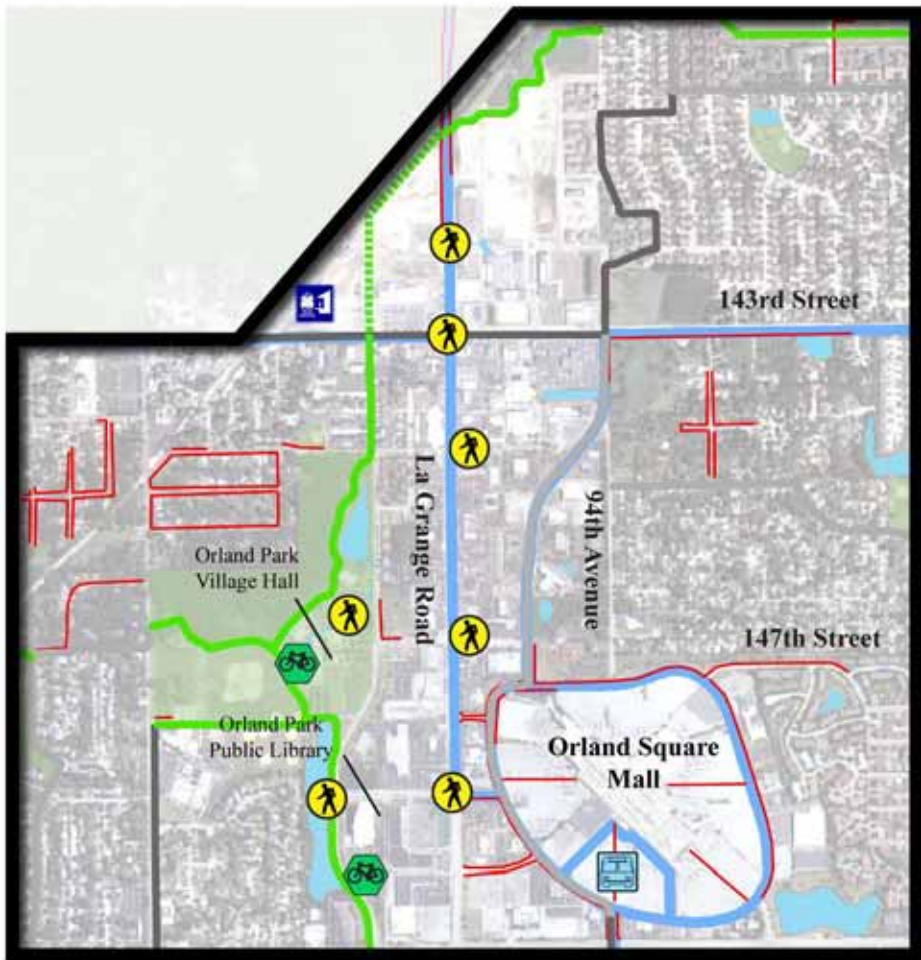 143rd Street
La Grange Road
94th Avenue
Orland Park
Village Hall
147th Street
Orland Park
Public Library
Orland Square
Mall